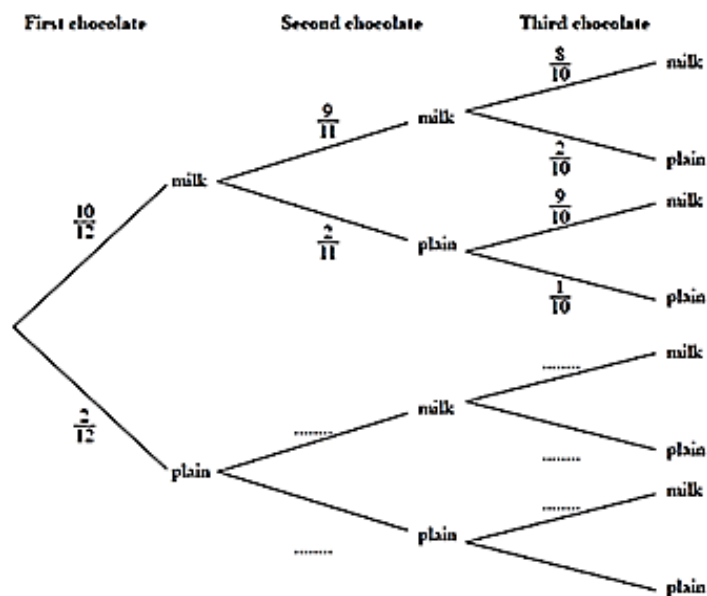 First chocolate Second chocolate Third chocolate
8/10 milk
9/11 milk
2/10 plain
milk
9/10 milk
10/12
2/11 plain
1/10 plain
........ milk
2/12
........ milk
plain
........ plain
........ milk
........ plain
plain